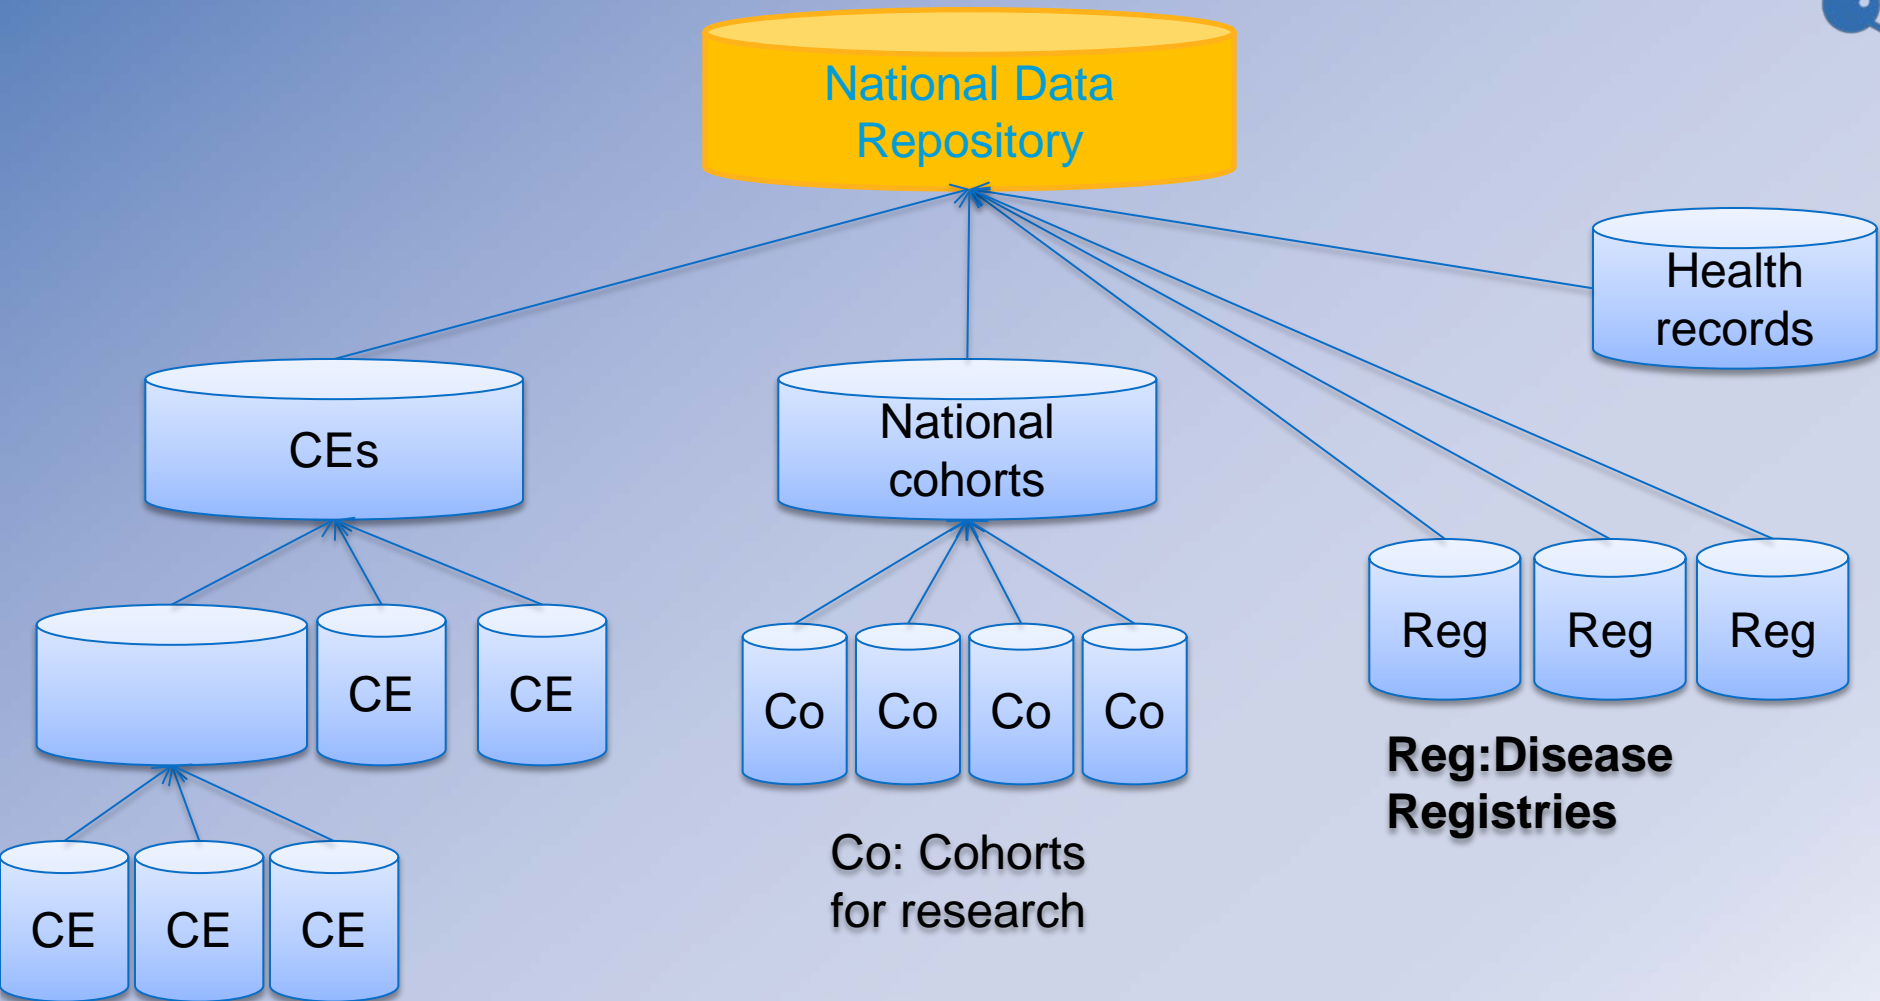 National Data
Repository
Health
records
CEs
National
cohorts
CE
CE
Co
Co
Co
Co
Reg
Reg
Reg
Reg:Disease
Registries
Co: Cohorts
for research
CE
CE
CE